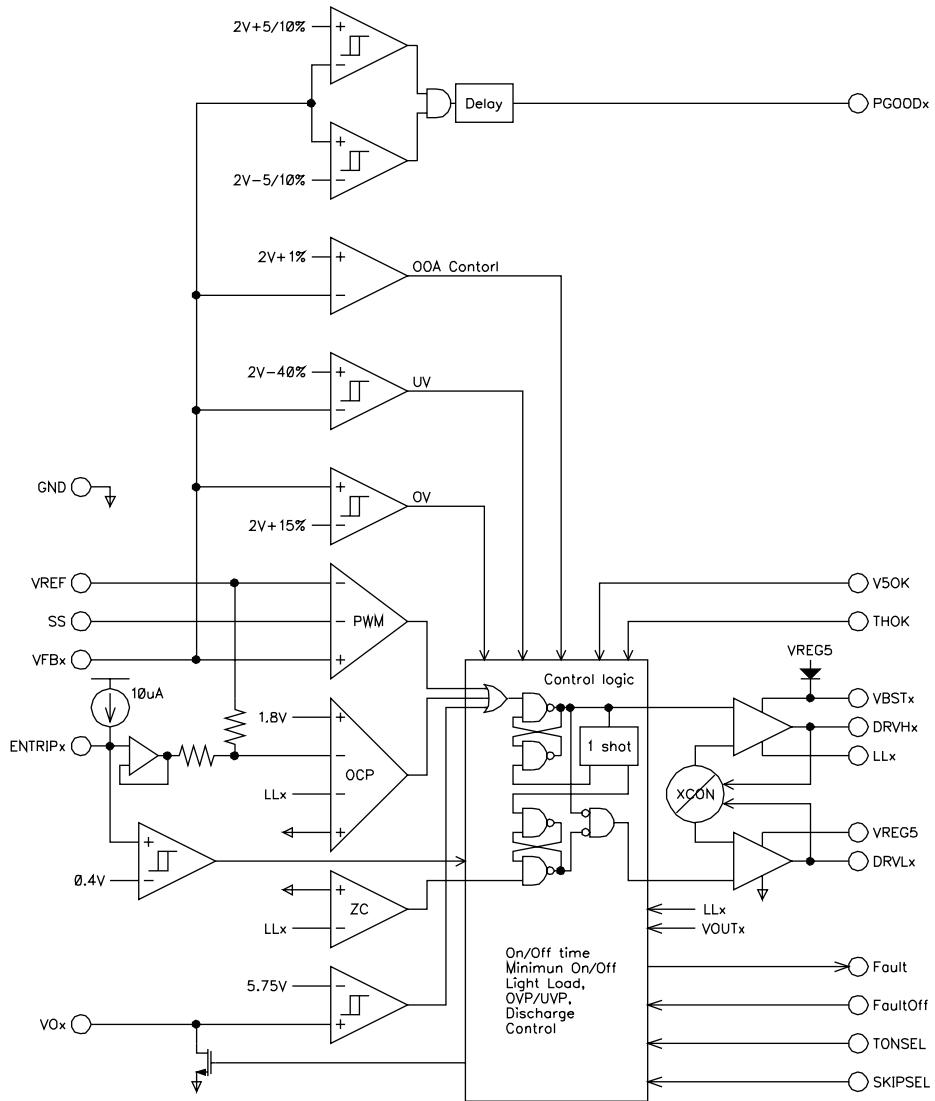 2V+5/10%
+
−
Delay
PGOODx
+
2V−5/10%
−
2V+1%
+
OOA Contorl
−
2V−40%
+
UV
−
GND
+
OV
2V+15%
−
VREF
−
V5OK
SS
−
PWM
THOK
VFBx
+
VREG5
10uA
Control logic
VBSTx
1.8V
+
DRVHx
ENTRIPx
−
1 shot
LLx
OCP
LLx
−
XCON
+
VREG5
+
0.4V
−
DRVLx
+
ZC
LLx
LLx
−
VOUTx
On/Off time
Minimun On/Off
Light Load,
OVP/UVP,
Discharge
Control
5.75V
−
Fault
FaultOff
VOx
+
TONSEL
SKIPSEL